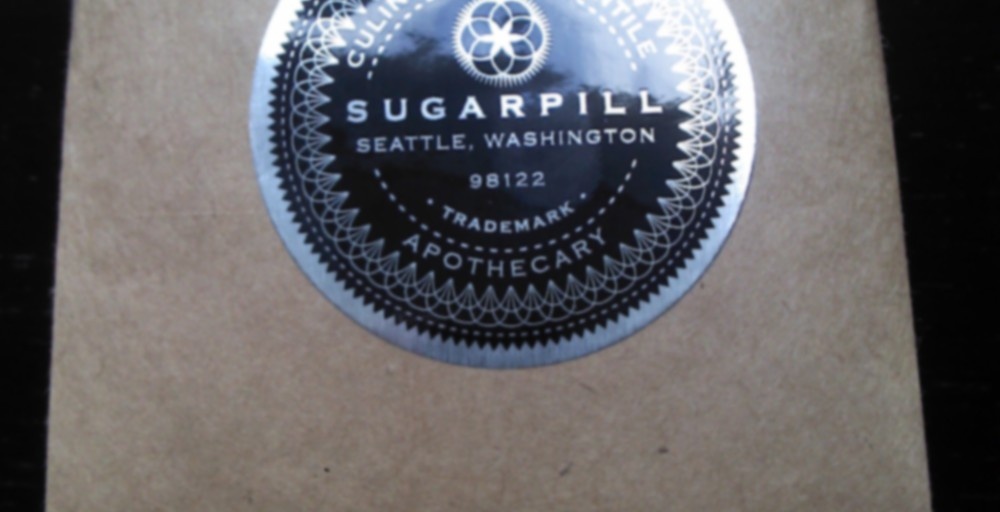 SUGARPILL
SEATTLE, WASHINGTON
98122
• TRADEMARK •
APOTHECARY